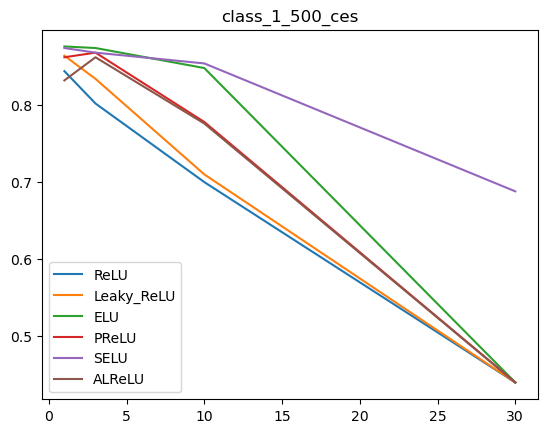 class_1_500_ces
0.8
0.7
0.6
0.5
ReLU
Leaky_ReLU
ELU
PReLU
SELU
ALReLU
0 5 10 15 20 25 30